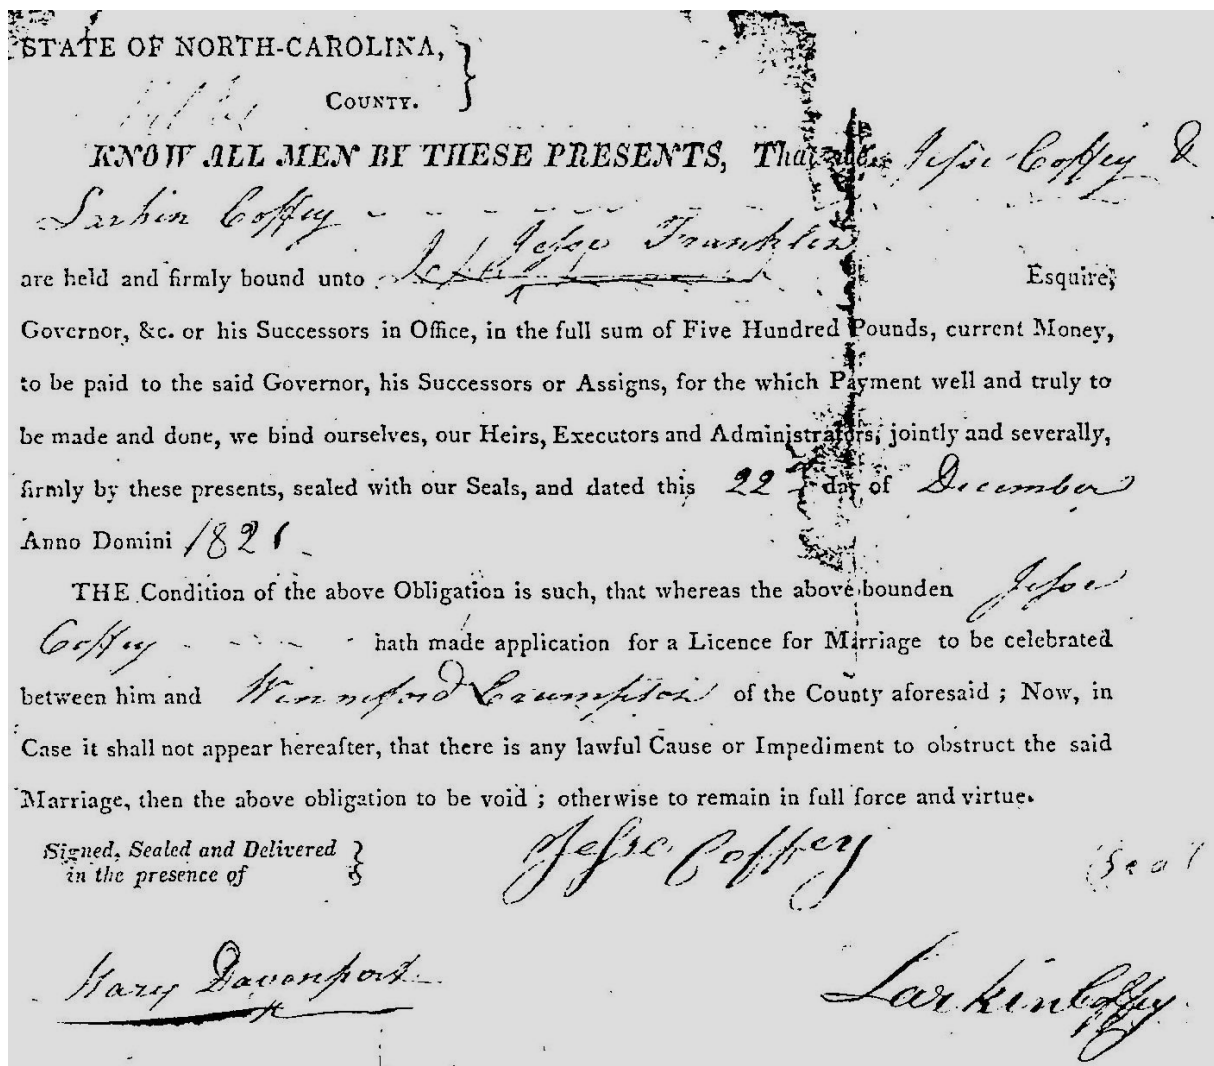 STATE OF NORTH-CAROLINA,
COUNTY.
KNOW ALL MEN BY THESE PRESENTS, That we Jesse Coffey &
Larkin Coffey
Jesse Franklin
are held and firmly bound unto Esquire,
Governor, &c. or his Successors in Office, in the full sum of Five Hundred Pounds, current Money,
to be paid to the said Governor, his Successors or Assigns, for the which Payment well and truly to
be made and done, we bind ourselves, our Heirs, Executors and Administrators, jointly and severally,
firmly by these presents, sealed with our Seals, and dated this 22 day of December
Anno Domini 1821
THE Condition of the above Obligation is such, that whereas the above bounden Jesse
Coffey hath made application for a Licence for Marriage to be celebrated
between him and Winneford Crumpton of the County aforesaid ; Now, in
Case it shall not appear hereafter, that there is any lawful Cause or Impediment to obstruct the said
Marriage, then the above obligation to be void ; otherwise to remain in full force and virtue.
Signed, Sealed and Delivered
in the presence of
Jesse Coffey (Seal
Mary Davenport
Larkin Coffey